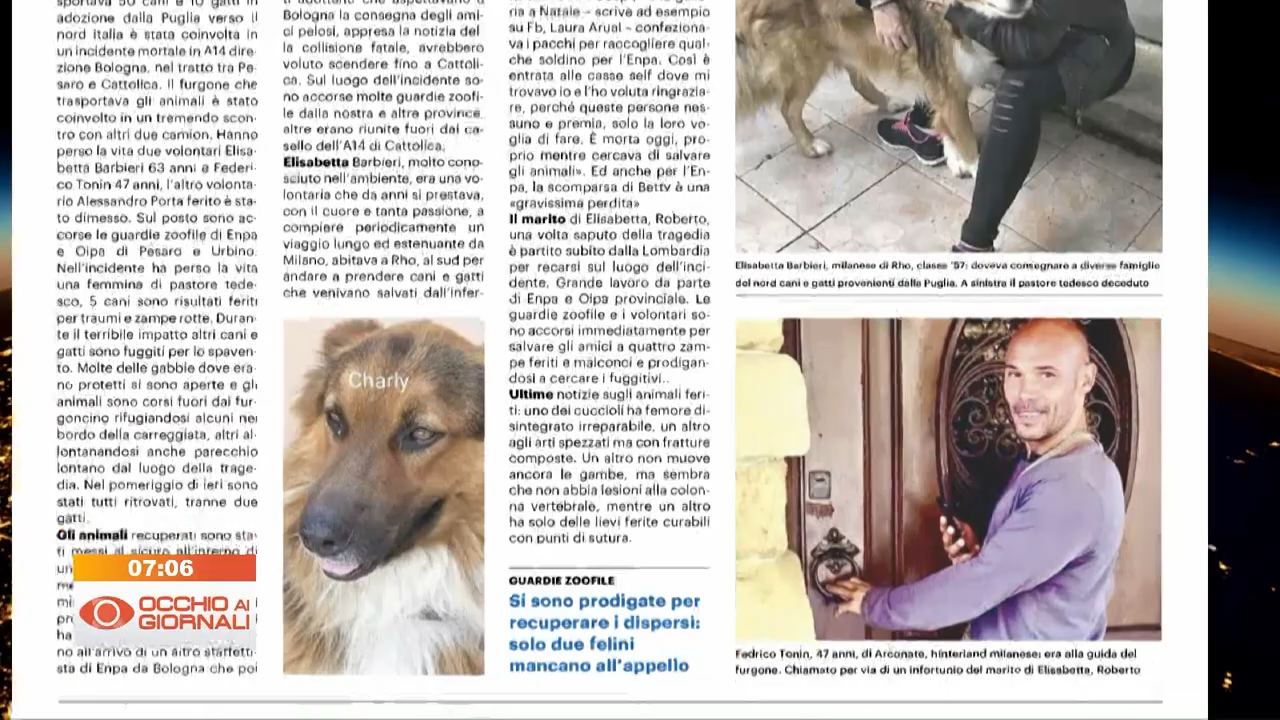 sportava 50 cani e 10 gatti in
adozione dalla Puglia verso il
nord italia è stata coinvolta in
un incidente mortale in A14 dire-
zione Bologna, nel tratto tra Pe-
saro e Cattolica. Il furgone che
trasportava gli animali è stato
coinvolto in un tremendo scon-
tro con altri due camion. Hanno
perso la vita due volontari Elisa-
betta Barbieri 63 anni e Federi-
co Tonin 47 anni, l'altro volonta-
rio Alessandro Porta ferito è sta-
to dimesso. Sul posto sono ac-
corse le guardie zoofile di Enpa
e Oipa di Pesaro e Urbino.
Nell'incidente ha perso la vita
una femmina di pastore tede-
sco, 5 cani sono risultati feriti
per traumi e zampe rotte. Duran-
te il terribile impatto altri cani e
gatti sono fuggiti per lo spaven-
to. Molte delle gabbie dove era-
no protetti si sono aperte e gli
animali sono corsi fuori dai fur-
goncino rifugiandosi alcuni nei
bordo della carreggiata, altri al-
lontanandosi anche parecchio
lontano dal luogo della trage-
dia. Nel pomeriggio di ieri sono
stati tutti ritrovati, tranne due
gatti.
Gli animali recuperati sono sta-
ti messi al sicuro all'interno di
no all'arrivo di un altro staffetti-
sta di Enpa da Bologna che poi
Bologna la consegna degli ami-
ci pelosi, appresa la notizia del
la collisione fatale, avrebbero
voluto scendere fino a Cattoli-
ca. Sul luogo dell'incidente so-
no accorse molte guardie zoofi-
le dalla nostra e altre province,
altre erano riunite fuori dal ca-
sello dell'A14 di Cattolica.
Elisabetta Barbieri, molto cono-
sciuto nell'ambiente, era una vo-
lontaria che da anni si prestava,
con il cuore e tanta passione, a
compiere periodicamente un
viaggio lungo ed estenuante da
Milano, abitava a Rho, al sud per
andare a prendere cani e gatti
che venivano salvati dall'infer-
Charly
ria a Natale – scrive ad esempio
su Fb, Laura Arual – confeziona-
va i pacchi per raccogliere qual-
che soldino per l'Enpa. Così è
entrata alle casse self dove mi
trovavo io e l'ho voluta ringrazia-
re, perché queste persone nes-
suno e premia, solo la loro vo-
glia di fare. È morta oggi, pro-
prio mentre cercava di salvare
gli animali». Ed anche per l'En-
pa, la scomparsa di Betty è una
«gravissima perdita»
Il marito di Elisabetta, Roberto,
una volta saputo della tragedia
è partito subito dalla Lombardia
per recarsi sul luogo dell'inci-
dente. Grande lavoro da parte
di Enpa e Oipa provinciale. Le
guardie zoofile e i volontari so-
no accorsi immediatamente per
salvare gli amici a quattro zam-
pe feriti e malconci e prodigan-
dosi a cercare i fuggitivi..
Ultime notizie sugli animali feri-
ti: uno dei cuccioli ha femore di-
sintegrato irreparabile, un altro
agli arti spezzati ma con fratture
composte. Un altro non muove
ancora le gambe, ma sembra
che non abbia lesioni alla colon-
na vertebrale, mentre un altro
ha solo delle lievi ferite curabili
con punti di sutura.
GUARDIE ZOOFILE
Si sono prodigate per
recuperare i dispersi:
solo due felini
mancano all'appello
Elisabetta Barbieri, milanese di Rho, classe '57: doveva consegnare a diverse famiglie
del nord cani e gatti provenienti dalla Puglia. A sinistra il pastore tedesco deceduto
Fedrico Tonin, 47 anni, di Arconate, hinterland milanese: era alla guida del
furgone. Chiamato per via di un infortunio del marito di Elisabetta, Roberto
07:06
OCCHIO AI
GIORNALI